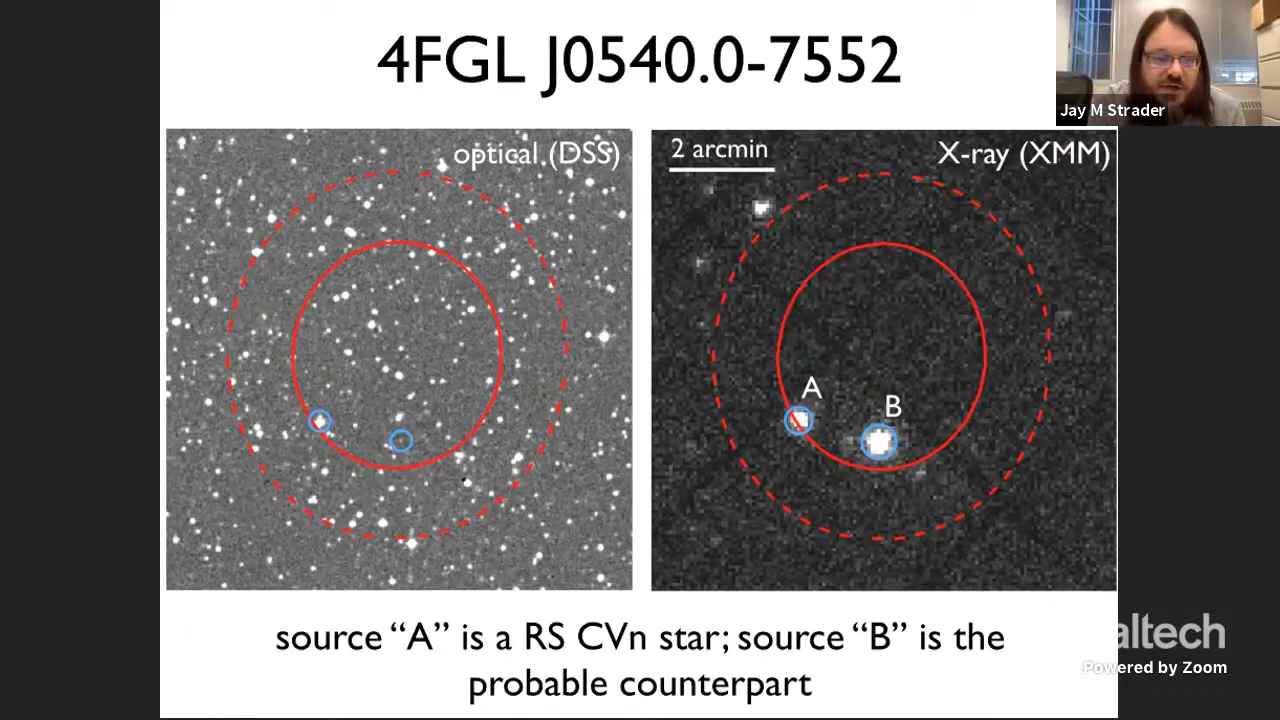 4FGL J0540.0-7552
Jay M Strader
optical (DSS)
2 arcmin
X-ray (XMM)
A
B
source “A” is a RS CVn star; source “B” is the
probable counterpart
altech
Powered by Zoom